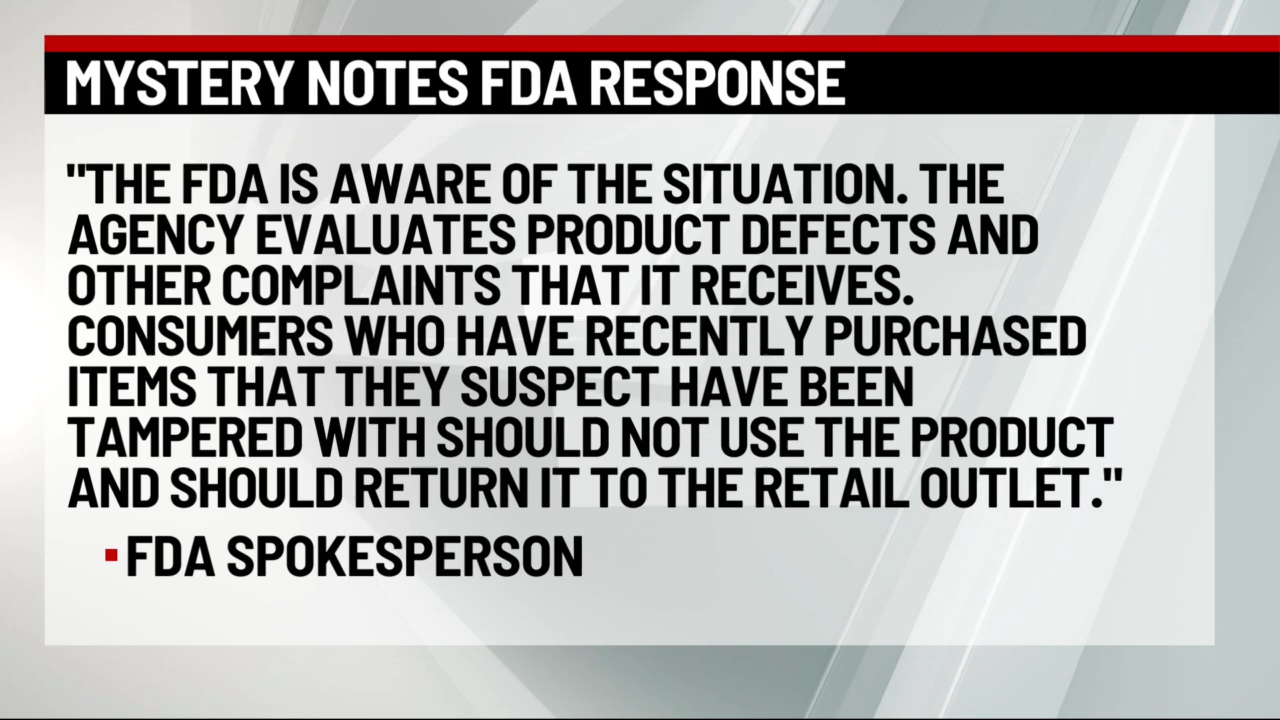 MYSTERY NOTES FDA RESPONSE
"THE FDA IS AWARE OF THE SITUATION. THE
AGENCY EVALUATES PRODUCT DEFECTS AND
OTHER COMPLAINTS THAT IT RECEIVES.
CONSUMERS WHO HAVE RECENTLY PURCHASED
ITEMS THAT THEY SUSPECT HAVE BEEN
TAMPERED WITH SHOULD NOT USE THE PRODUCT
AND SHOULD RETURN IT TO THE RETAIL OUTLET."
▪FDA SPOKESPERSON